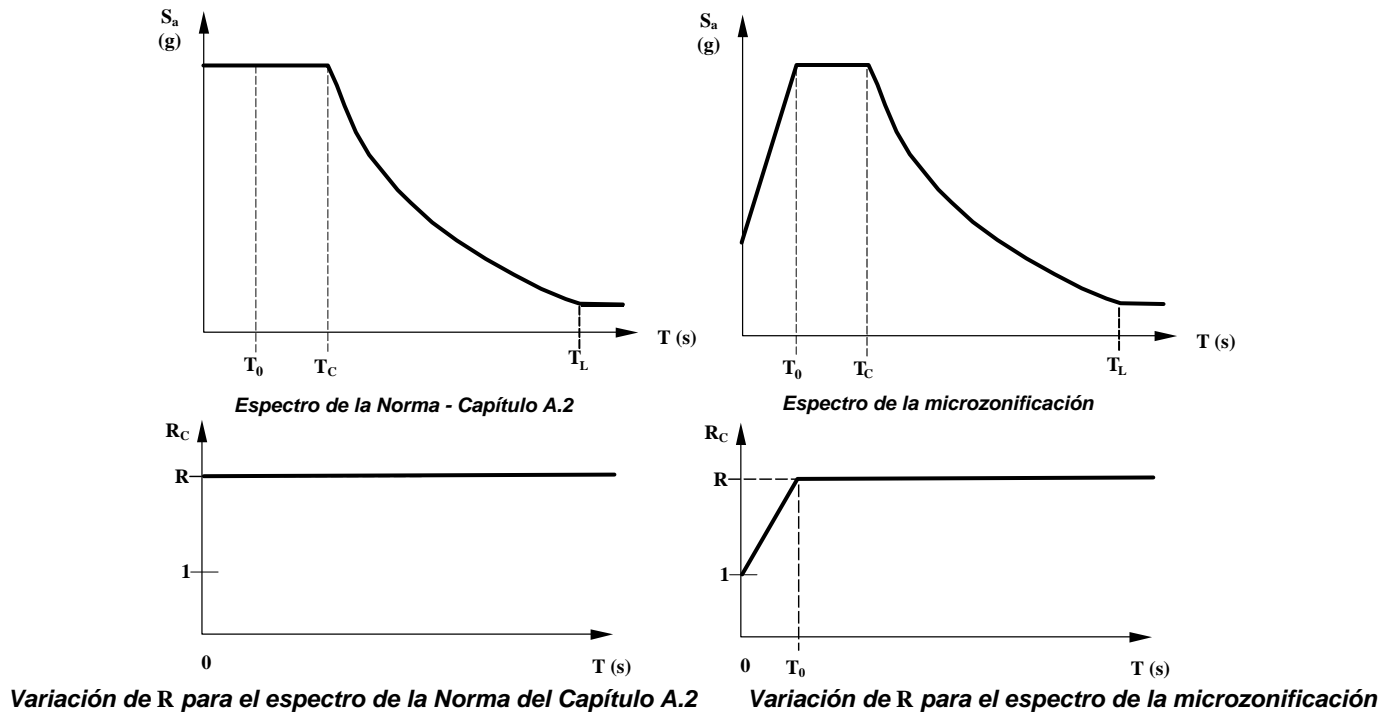 Sa
(g)
T (s)
T0
TC
TL
Espectro de la Norma - Capítulo A.2
Sa
(g)
T (s)
T0
TC
TL
Espectro de la microzonificación
RC
R
1
0
T (s)
Variación de R para el espectro de la Norma del Capítulo A.2
RC
R
1
0
T0
T (s)
Variación de R para el espectro de la microzonificación